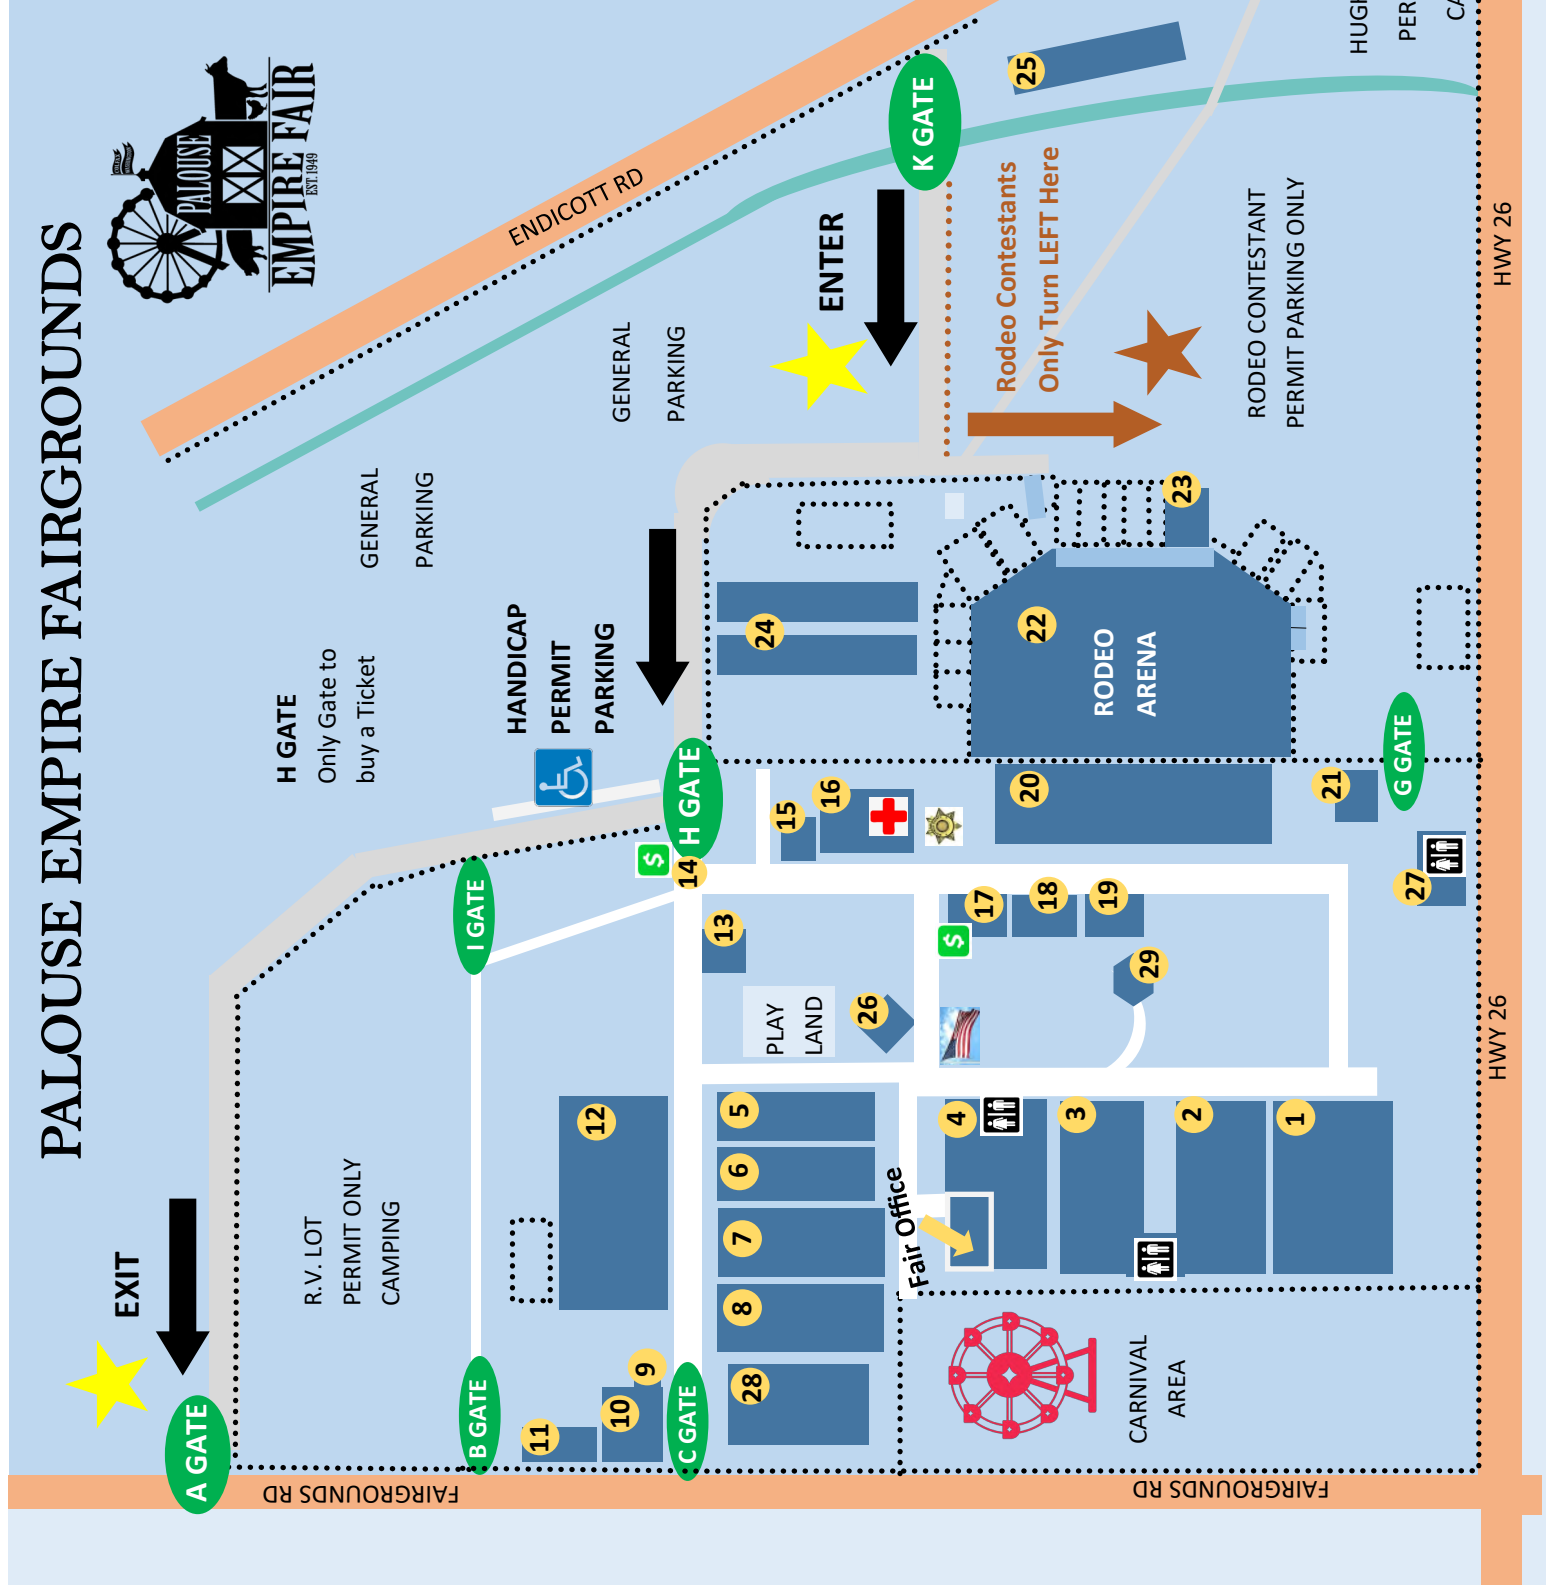 PALOUSE EMPIRE FAIRGROUNDS
PALOUSE
EMPIRE FAIR
EST.1949
ENDICOTT RD
EXIT
A GATE
R.V. LOT
PERMIT ONLY
CAMPING
H GATE
Only Gate to
buy a Ticket
GENERAL
PARKING
GENERAL
PARKING
HANDICAP
PERMIT
PARKING
ENTER
K GATE
Rodeo Contestants
Only Turn LEFT Here
RODEO CONTESTANT
PERMIT PARKING ONLY
HUGH
PER
CA
B GATE
I GATE
C GATE
H GATE
$
14
11
10
9
12
28
8
7
6
5
13
PLAY
LAND
26
15
16
24
25
Fair Office
4
3
2
1
$
17
18
19
29
20
21
22
RODEO
ARENA
23
27
G GATE
CARNIVAL
AREA
FAIRGROUNDS RD
FAIRGROUNDS RD
HWY 26
HWY 26